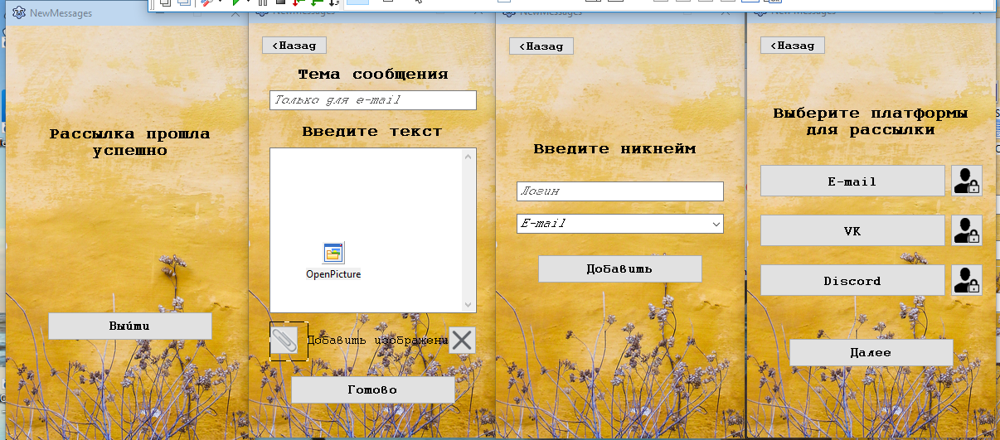 NewMessages
Рассылка прошла
успешно
Выйти
<Назад
Тема сообщения
Только для e-mail
Введите текст
OpenPicture
Добавить изображени
Готово
NewMessages
<Назад
Введите никнейм
Логин
E-mail
Добавить
NewMessages
<Назад
Выберите платформы
для рассылки
E-mail
VK
Discord
Далее